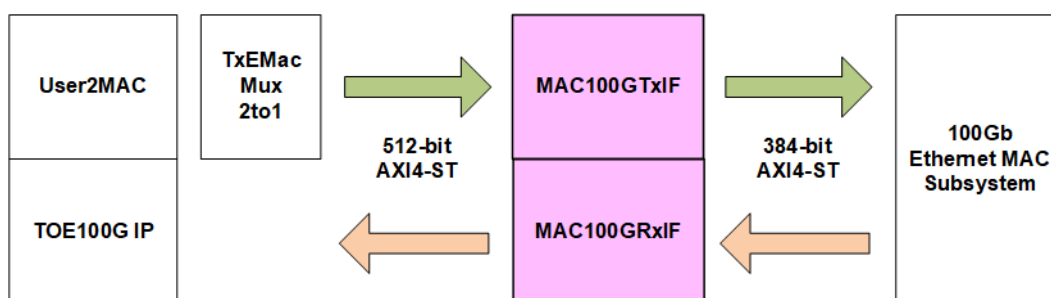 User2MAC
TxEMac
Mux
2to1
512-bit
AXI4-ST
MAC100GTxIF
384-bit
AXI4-ST
100Gb
Ethernet MAC
Subsystem
TOE100G IP
MAC100GRxIF